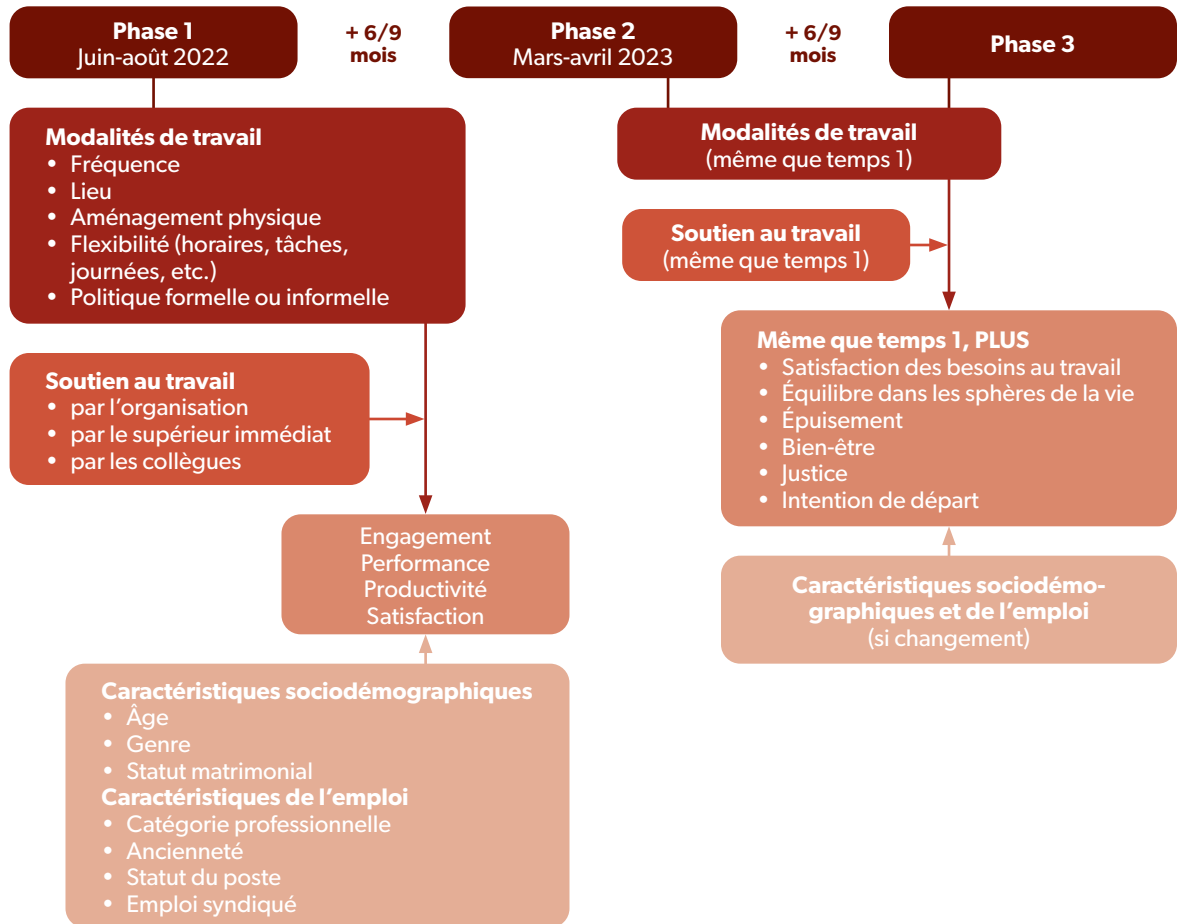 Phase 1
Juin-août 2022
+ 6/9
mois
Phase 2
Mars-avril 2023
+ 6/9
mois
Phase 3
Modalités de travail
• Fréquence
• Lieu
• Aménagement physique
• Flexibilité (horaires, tâches,
journées, etc.)
• Politique formelle ou informelle
Soutien au travail
• par l’organisation
• par le supérieur immédiat
• par les collègues
Engagement
Performance
Productivité
Satisfaction
Caractéristiques sociodémographiques
• Âge
• Genre
• Statut matrimonial
Caractéristiques de l’emploi
• Catégorie professionnelle
• Ancienneté
• Statut du poste
• Emploi syndiqué
Modalités de travail
(même que temps 1)
Soutien au travail
(même que temps 1)
Même que temps 1, PLUS
• Satisfaction des besoins au travail
• Équilibre dans les sphères de la vie
• Épuisement
• Bien-être
• Justice
• Intention de départ
Caractéristiques sociodémo-
graphiques et de l’emploi
(si changement)